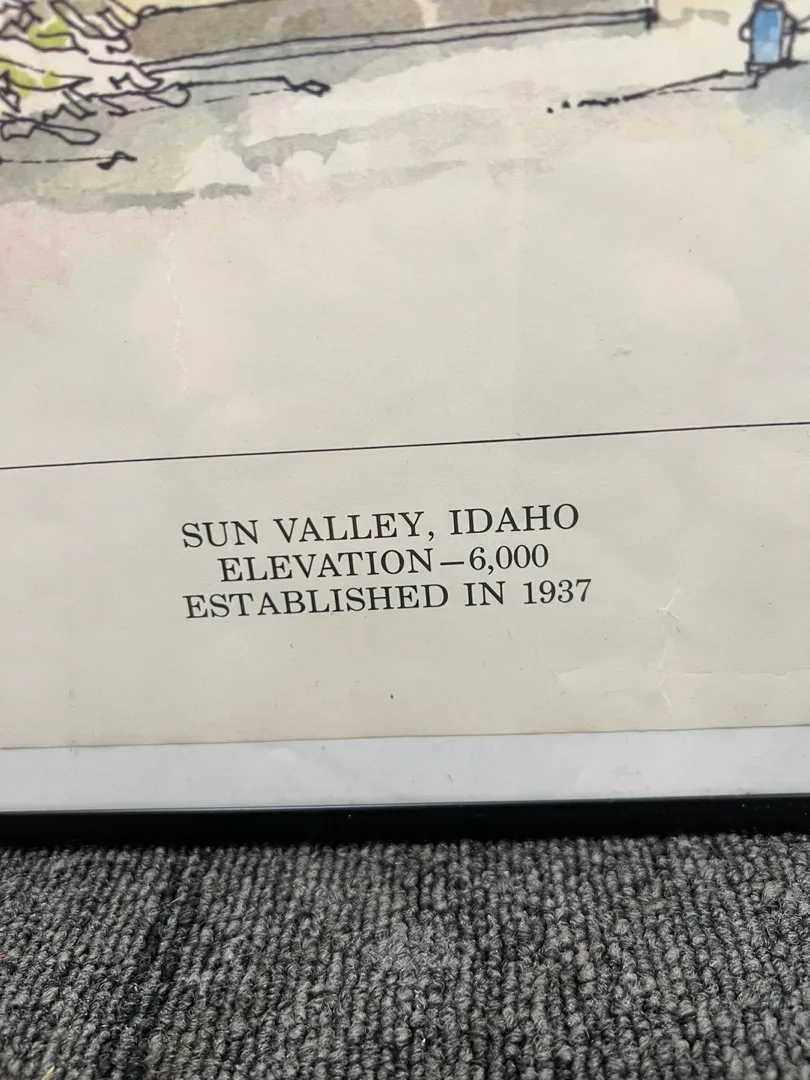 SUN VALLEY, IDAHO
ELEVATION—6,000
ESTABLISHED IN 1937